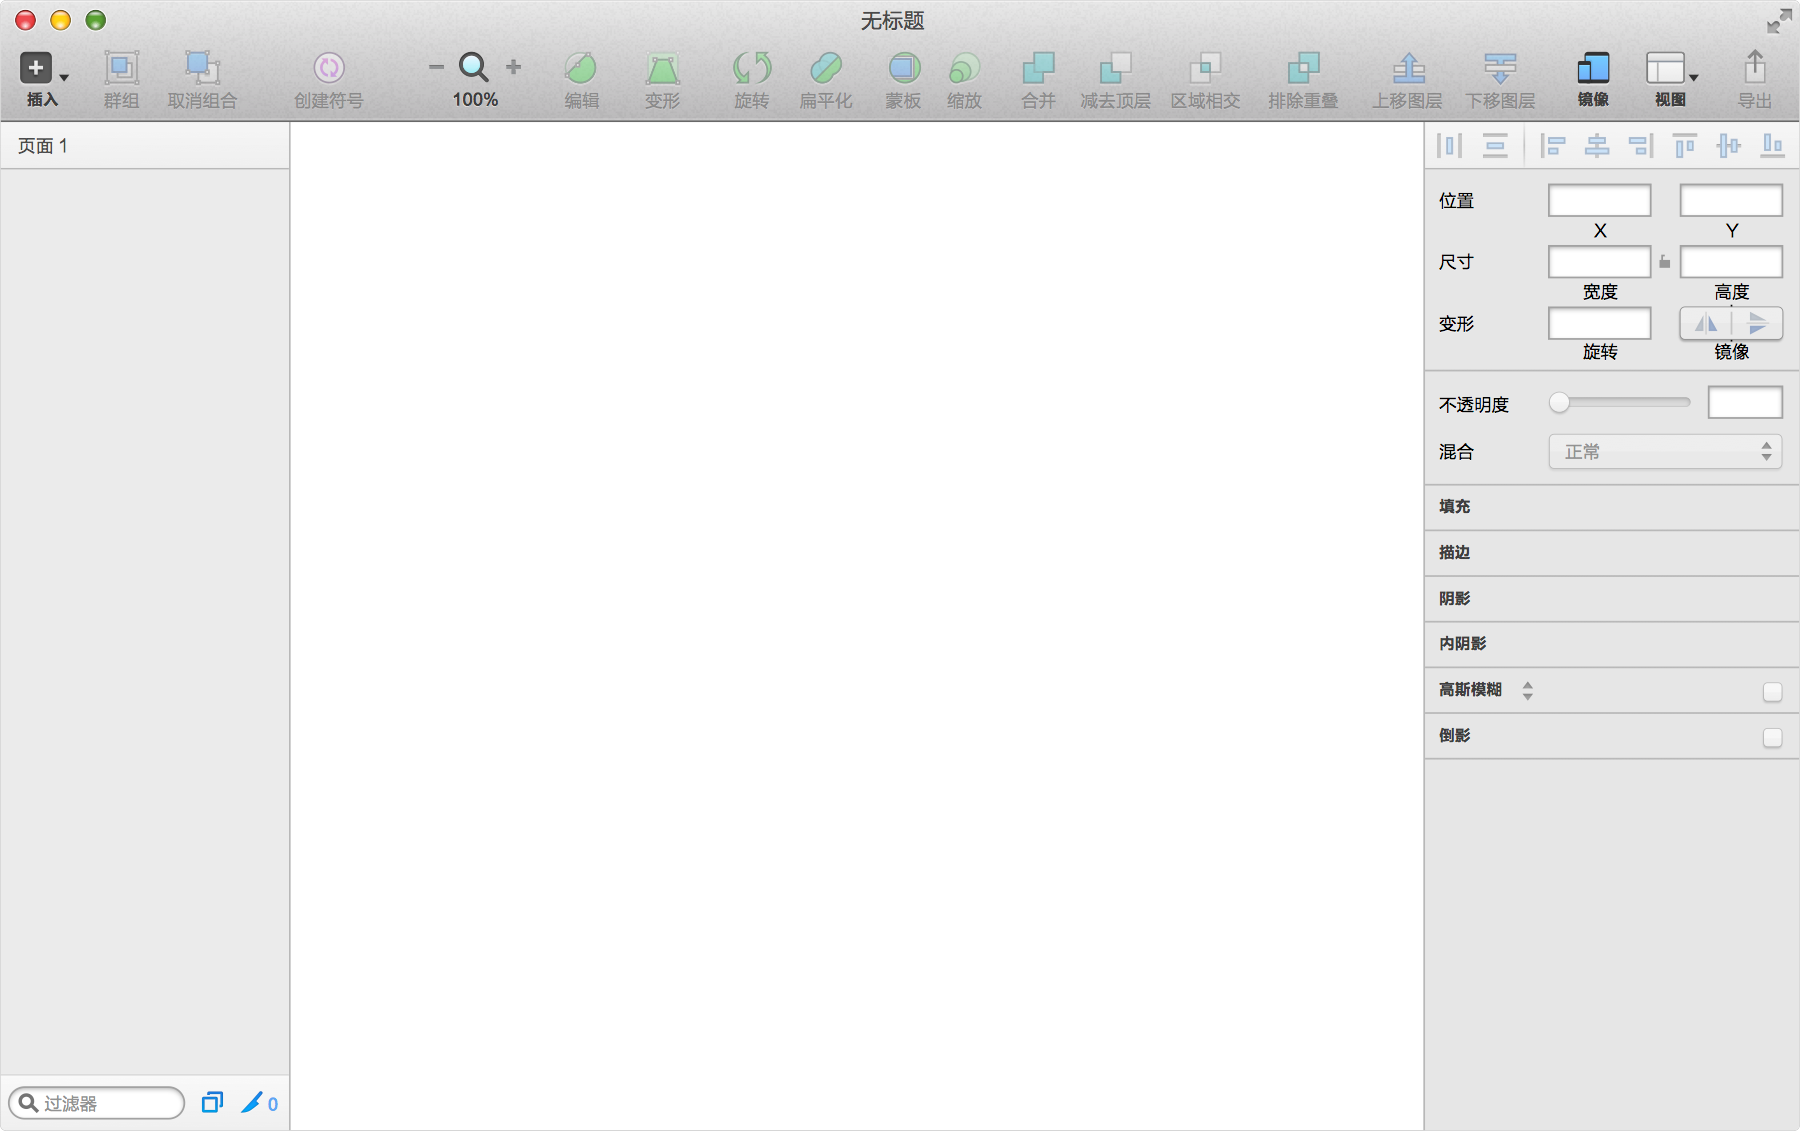 无标题
插入
群组
取消组合
创建符号
100%
编辑
变形
旋转
扁平化
蒙板
缩放
合并
减去顶层
区域相交
排除重叠
上移图层
下移图层
镜像
视图
导出
页面 1
位置
X
Y
尺寸
宽度
高度
变形
旋转
镜像
不透明度
混合
正常
填充
描边
阴影
内阴影
高斯模糊
倒影
过滤器
0